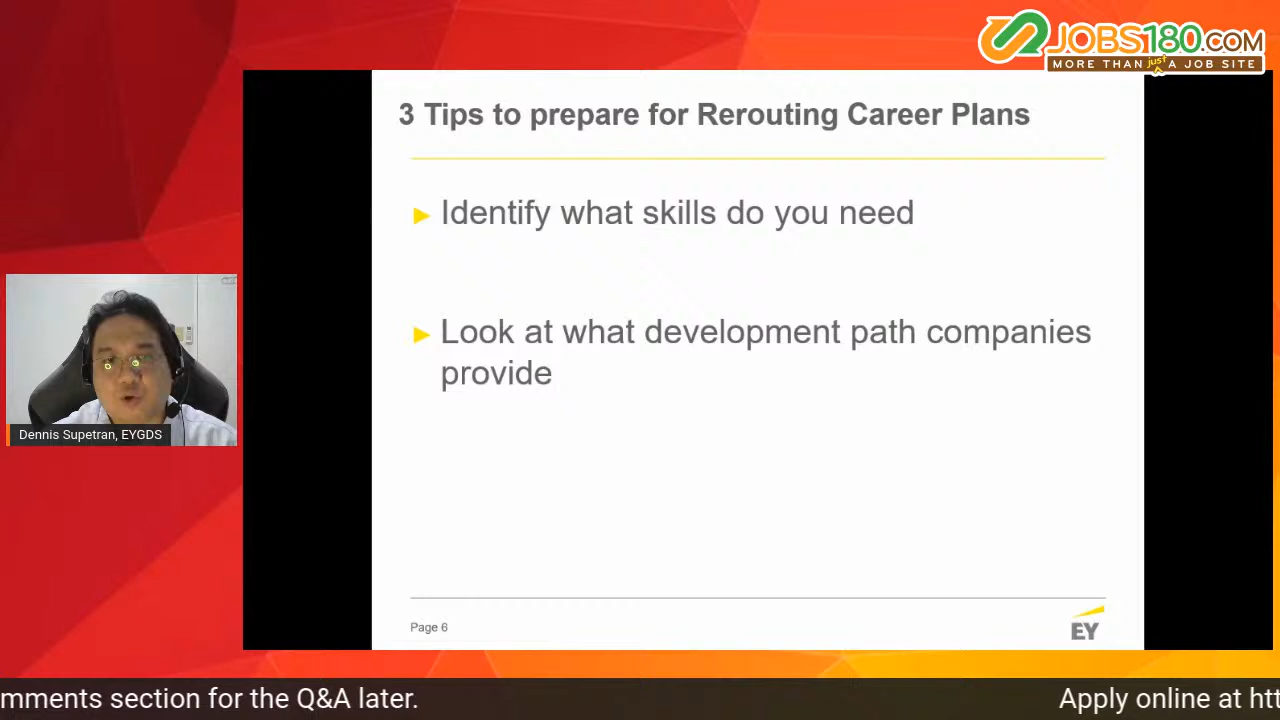 JOBS180.COM
MORE THAN just A JOB SITE
3 Tips to prepare for Rerouting Career Plans
Identify what skills do you need
Look at what development path companies
provide
Dennis Supetran, EYGDS
Page 6
EY
mments section for the Q&A later.
Apply online at htt